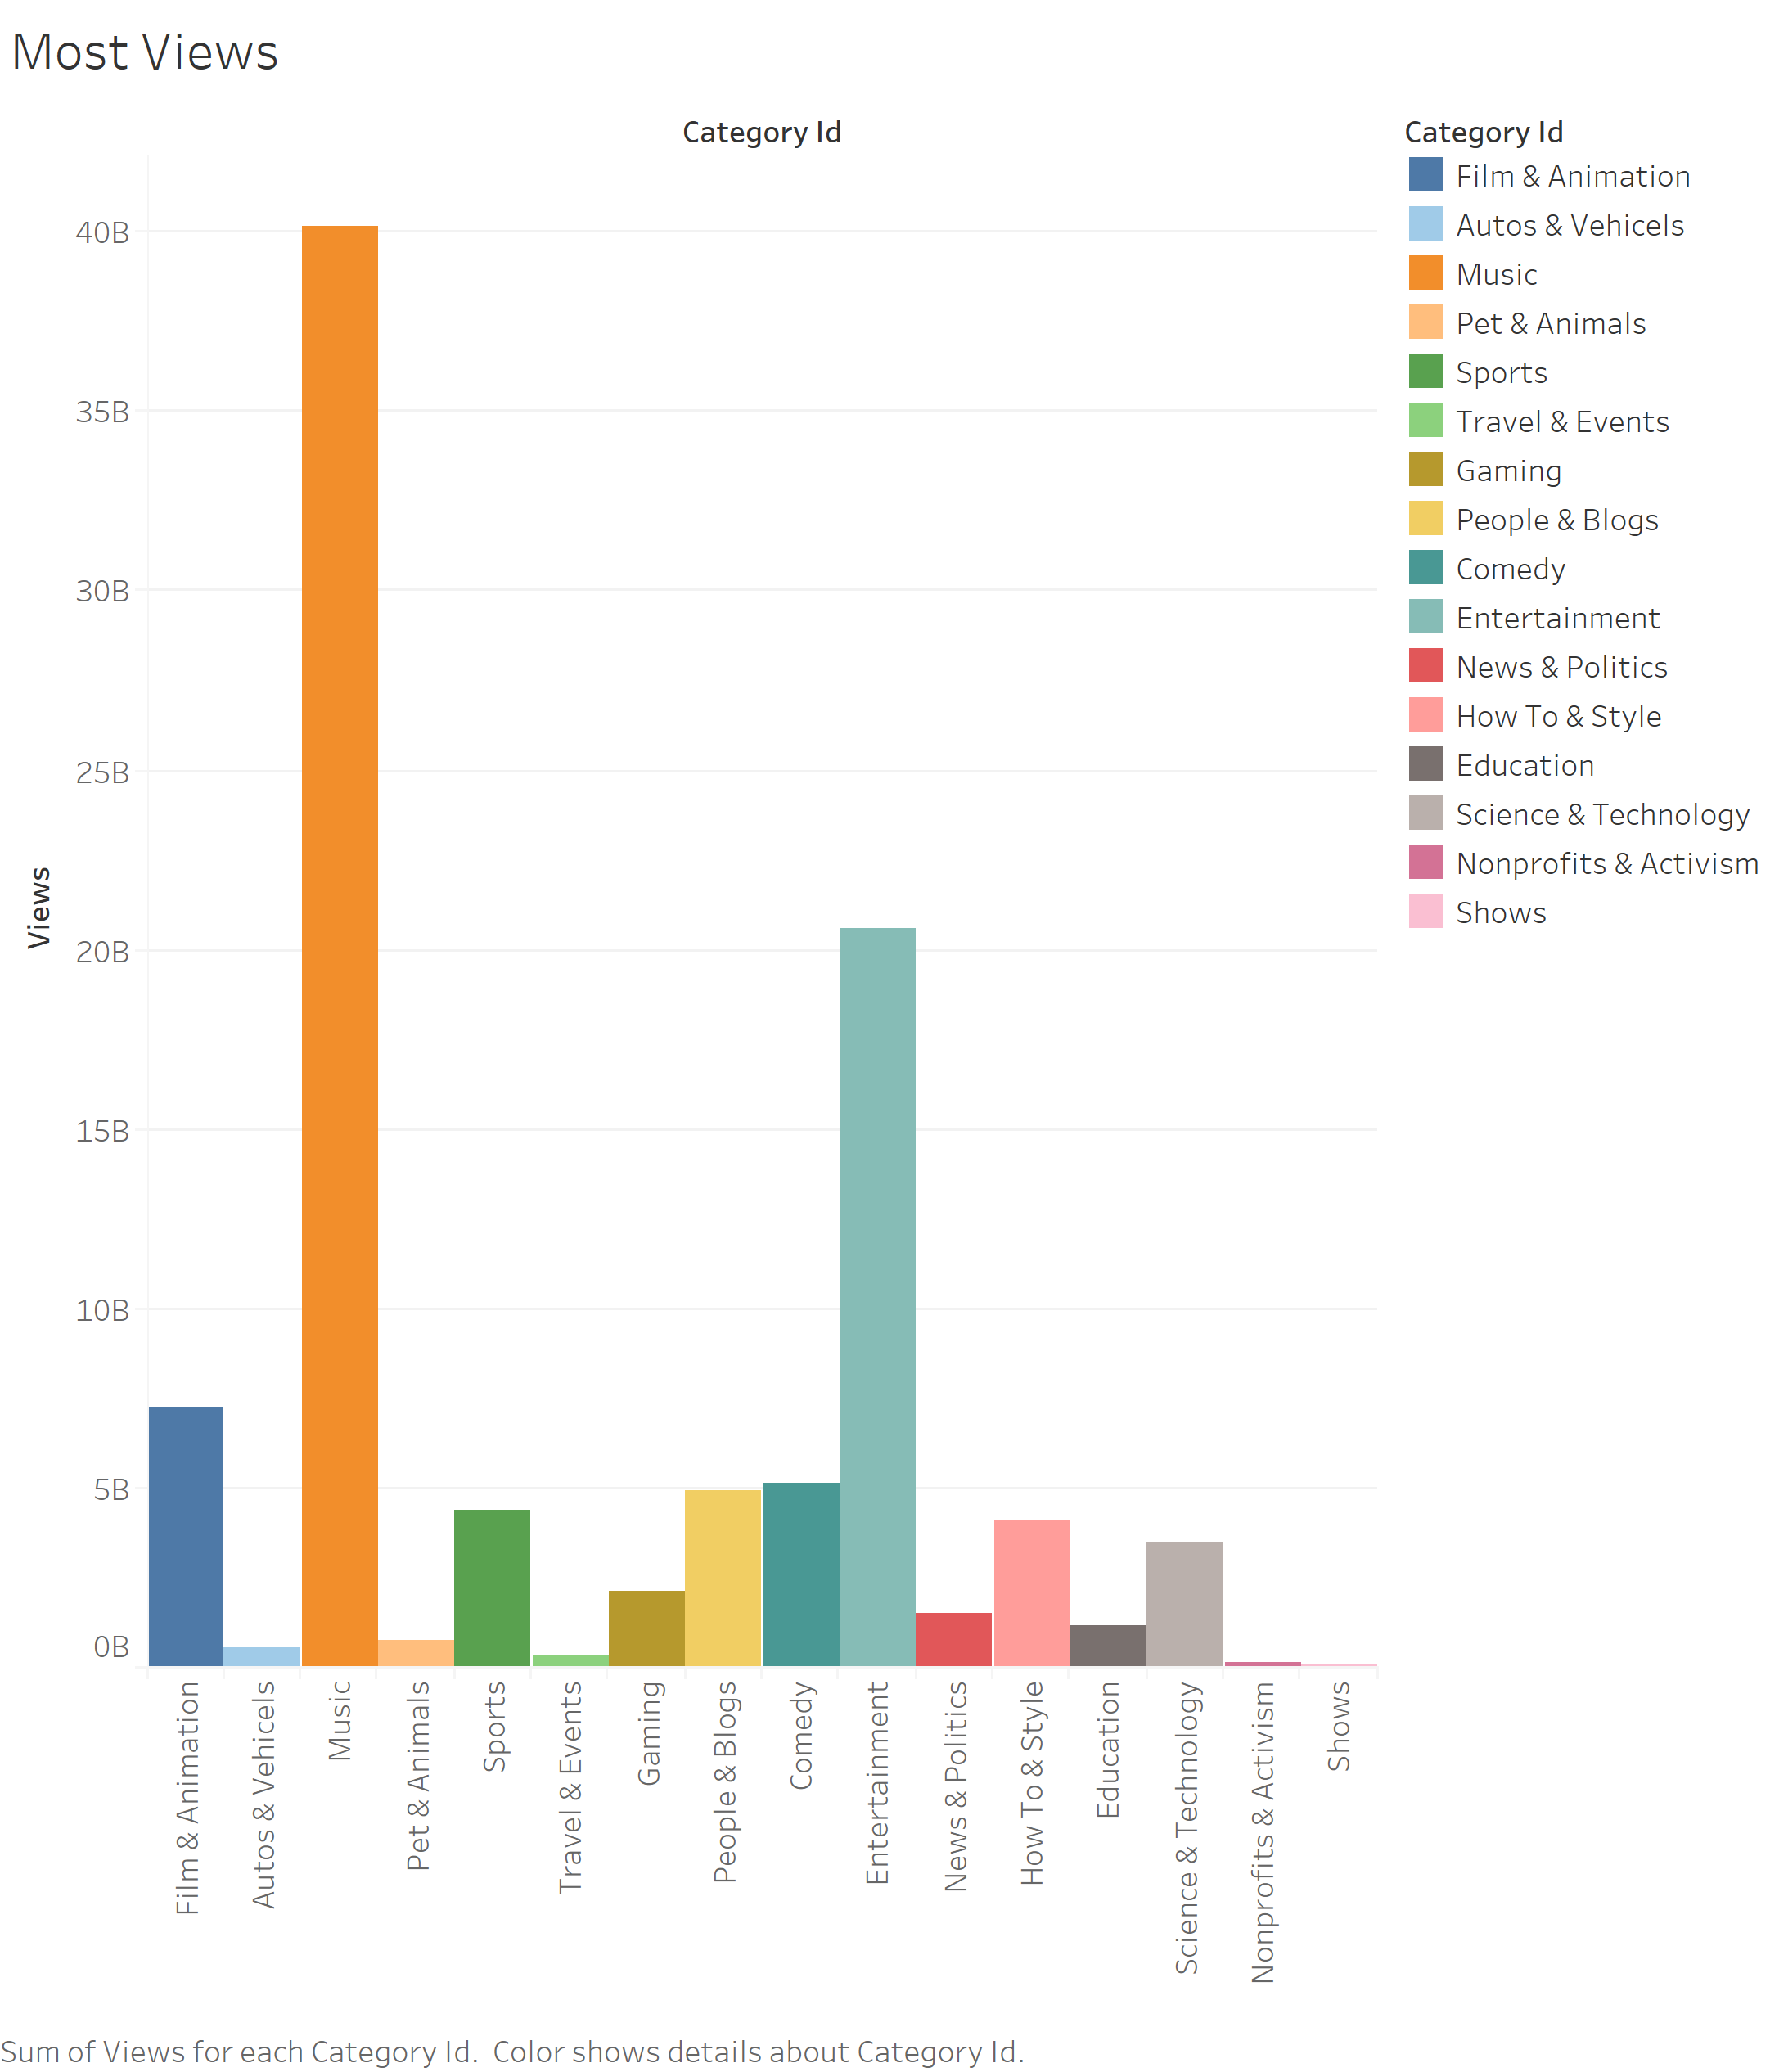 Most Views
Category Id
Category Id
Film & Animation
Autos & Vehicels
Music
Pet & Animals
Sports
Travel & Events
Gaming
People & Blogs
Comedy
Entertainment
News & Politics
How To & Style
Education
Science & Technology
Nonprofits & Activism
Shows
Views
40B
35B
30B
25B
20B
15B
10B
5B
0B
Film & Animation
Autos & Vehicels
Music
Pet & Animals
Sports
Travel & Events
Gaming
People & Blogs
Comedy
Entertainment
News & Politics
How To & Style
Education
Science & Technology
Nonprofits & Activism
Shows
Sum of Views for each Category Id.  Color shows details about Category Id.